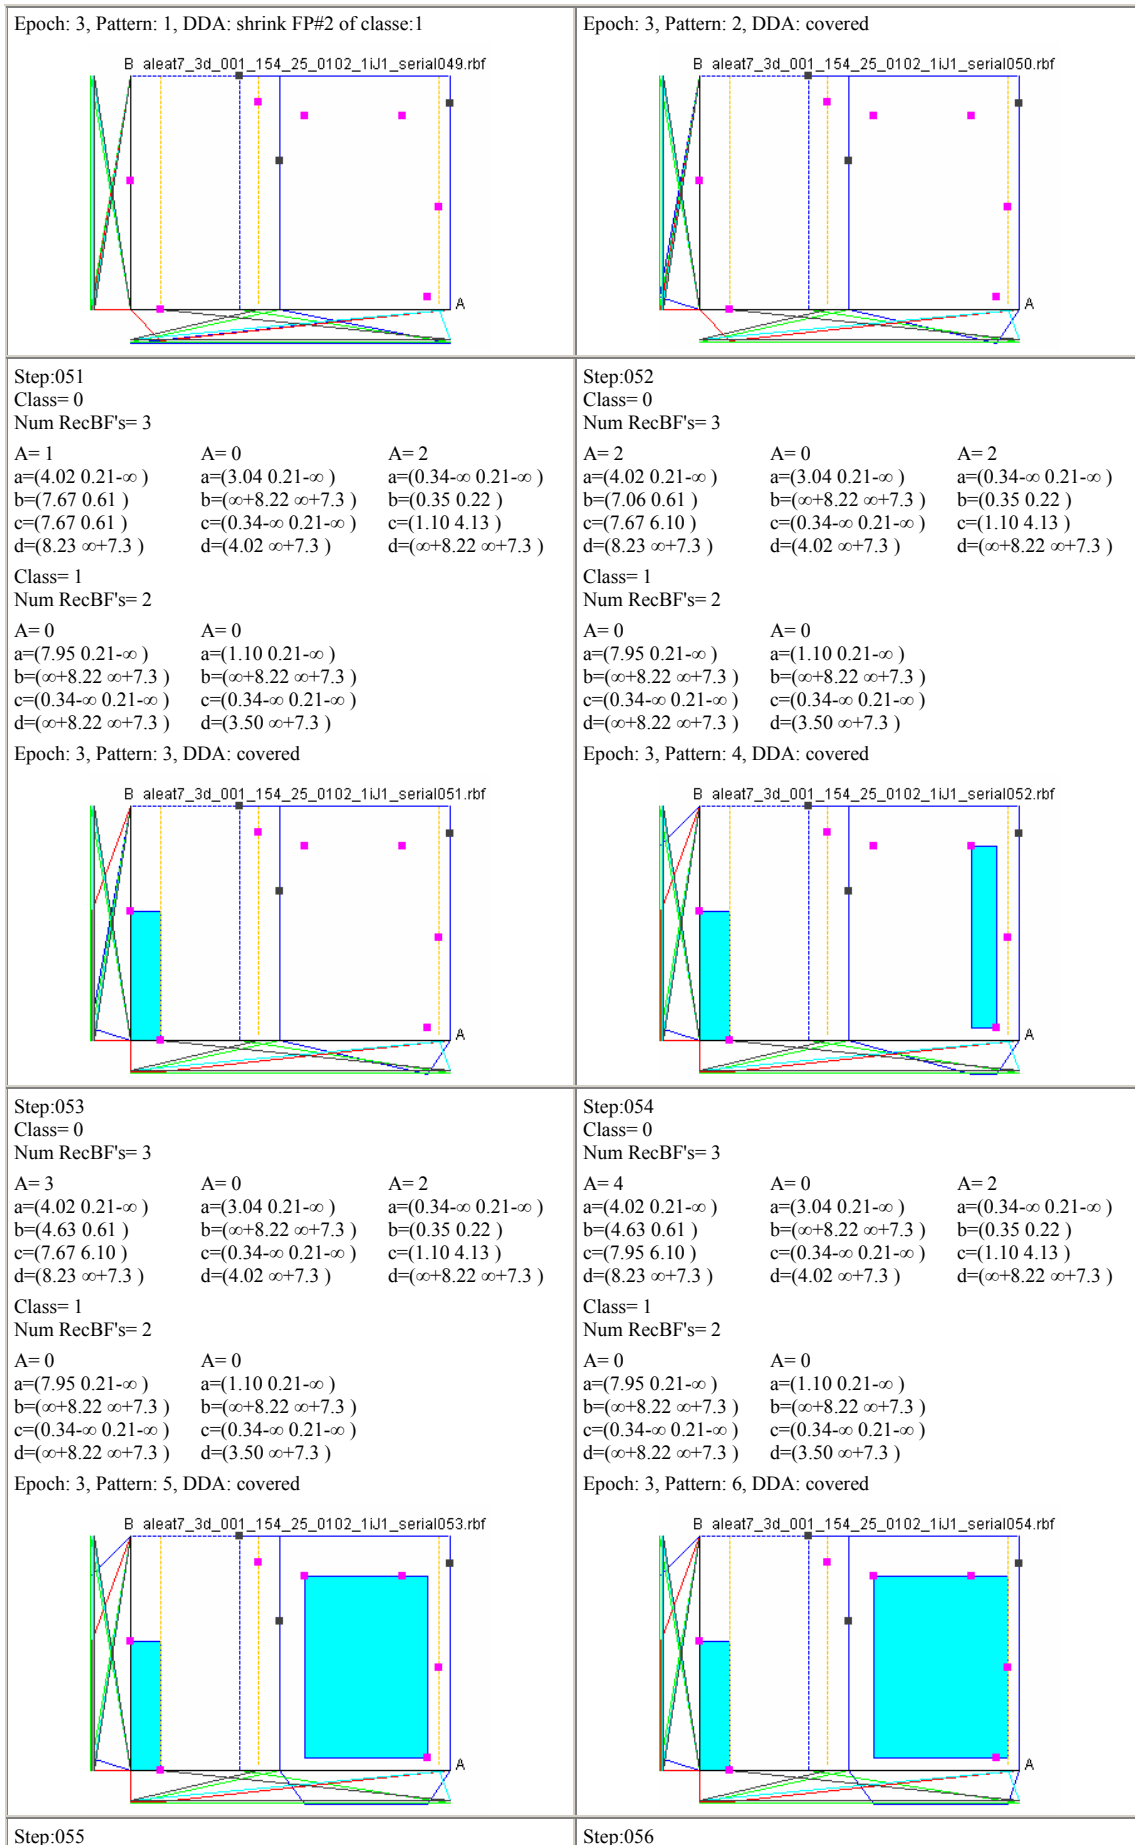 Epoch: 3, Pattern: 1, DDA: shrink FP#2 of classe:1
B aleat7_3d_001_154_25_0102_1iJ1_serial049.rbf
A
Epoch: 3, Pattern: 2, DDA: covered
B aleat7_3d_001_154_25_0102_1iJ1_serial050.rbf
A
Step:051
Class= 0
Num RecBF's= 3
A= 1 A= 0 A= 2
a=(4.02 0.21-∞ ) a=(3.04 0.21-∞ ) a=(0.34-∞ 0.21-∞ )
b=(7.67 0.61 ) b=(∞+8.22 ∞+7.3 ) b=(0.35 0.22 )
c=(7.67 0.61 ) c=(0.34-∞ 0.21-∞ ) c=(1.10 4.13 )
d=(8.23 ∞+7.3 ) d=(4.02 ∞+7.3 ) d=(∞+8.22 ∞+7.3 )
Class= 1
Num RecBF's= 2
A= 0 A= 0
a=(7.95 0.21-∞ ) a=(1.10 0.21-∞ )
b=(∞+8.22 ∞+7.3 ) b=(∞+8.22 ∞+7.3 )
c=(0.34-∞ 0.21-∞ ) c=(0.34-∞ 0.21-∞ )
d=(∞+8.22 ∞+7.3 ) d=(3.50 ∞+7.3 )
Epoch: 3, Pattern: 3, DDA: covered
B aleat7_3d_001_154_25_0102_1iJ1_serial051.rbf
A
Step:052
Class= 0
Num RecBF's= 3
A= 2 A= 0 A= 2
a=(4.02 0.21-∞ ) a=(3.04 0.21-∞ ) a=(0.34-∞ 0.21-∞ )
b=(7.06 0.61 ) b=(∞+8.22 ∞+7.3 ) b=(0.35 0.22 )
c=(7.67 6.10 ) c=(0.34-∞ 0.21-∞ ) c=(1.10 4.13 )
d=(8.23 ∞+7.3 ) d=(4.02 ∞+7.3 ) d=(∞+8.22 ∞+7.3 )
Class= 1
Num RecBF's= 2
A= 0 A= 0
a=(7.95 0.21-∞ ) a=(1.10 0.21-∞ )
b=(∞+8.22 ∞+7.3 ) b=(∞+8.22 ∞+7.3 )
c=(0.34-∞ 0.21-∞ ) c=(0.34-∞ 0.21-∞ )
d=(∞+8.22 ∞+7.3 ) d=(3.50 ∞+7.3 )
Epoch: 3, Pattern: 4, DDA: covered
B aleat7_3d_001_154_25_0102_1iJ1_serial052.rbf
A
Step:053
Class= 0
Num RecBF's= 3
A= 3 A= 0 A= 2
a=(4.02 0.21-∞ ) a=(3.04 0.21-∞ ) a=(0.34-∞ 0.21-∞ )
b=(4.63 0.61 ) b=(∞+8.22 ∞+7.3 ) b=(0.35 0.22 )
c=(7.67 6.10 ) c=(0.34-∞ 0.21-∞ ) c=(1.10 4.13 )
d=(8.23 ∞+7.3 ) d=(4.02 ∞+7.3 ) d=(∞+8.22 ∞+7.3 )
Class= 1
Num RecBF's= 2
A= 0 A= 0
a=(7.95 0.21-∞ ) a=(1.10 0.21-∞ )
b=(∞+8.22 ∞+7.3 ) b=(∞+8.22 ∞+7.3 )
c=(0.34-∞ 0.21-∞ ) c=(0.34-∞ 0.21-∞ )
d=(∞+8.22 ∞+7.3 ) d=(3.50 ∞+7.3 )
Epoch: 3, Pattern: 5, DDA: covered
B aleat7_3d_001_154_25_0102_1iJ1_serial053.rbf
A
Step:054
Class= 0
Num RecBF's= 3
A= 4 A= 0 A= 2
a=(4.02 0.21-∞ ) a=(3.04 0.21-∞ ) a=(0.34-∞ 0.21-∞ )
b=(4.63 0.61 ) b=(∞+8.22 ∞+7.3 ) b=(0.35 0.22 )
c=(7.95 6.10 ) c=(0.34-∞ 0.21-∞ ) c=(1.10 4.13 )
d=(8.23 ∞+7.3 ) d=(4.02 ∞+7.3 ) d=(∞+8.22 ∞+7.3 )
Class= 1
Num RecBF's= 2
A= 0 A= 0
a=(7.95 0.21-∞ ) a=(1.10 0.21-∞ )
b=(∞+8.22 ∞+7.3 ) b=(∞+8.22 ∞+7.3 )
c=(0.34-∞ 0.21-∞ ) c=(0.34-∞ 0.21-∞ )
d=(∞+8.22 ∞+7.3 ) d=(3.50 ∞+7.3 )
Epoch: 3, Pattern: 6, DDA: covered
B aleat7_3d_001_154_25_0102_1iJ1_serial054.rbf
A
Step:055
Step:056